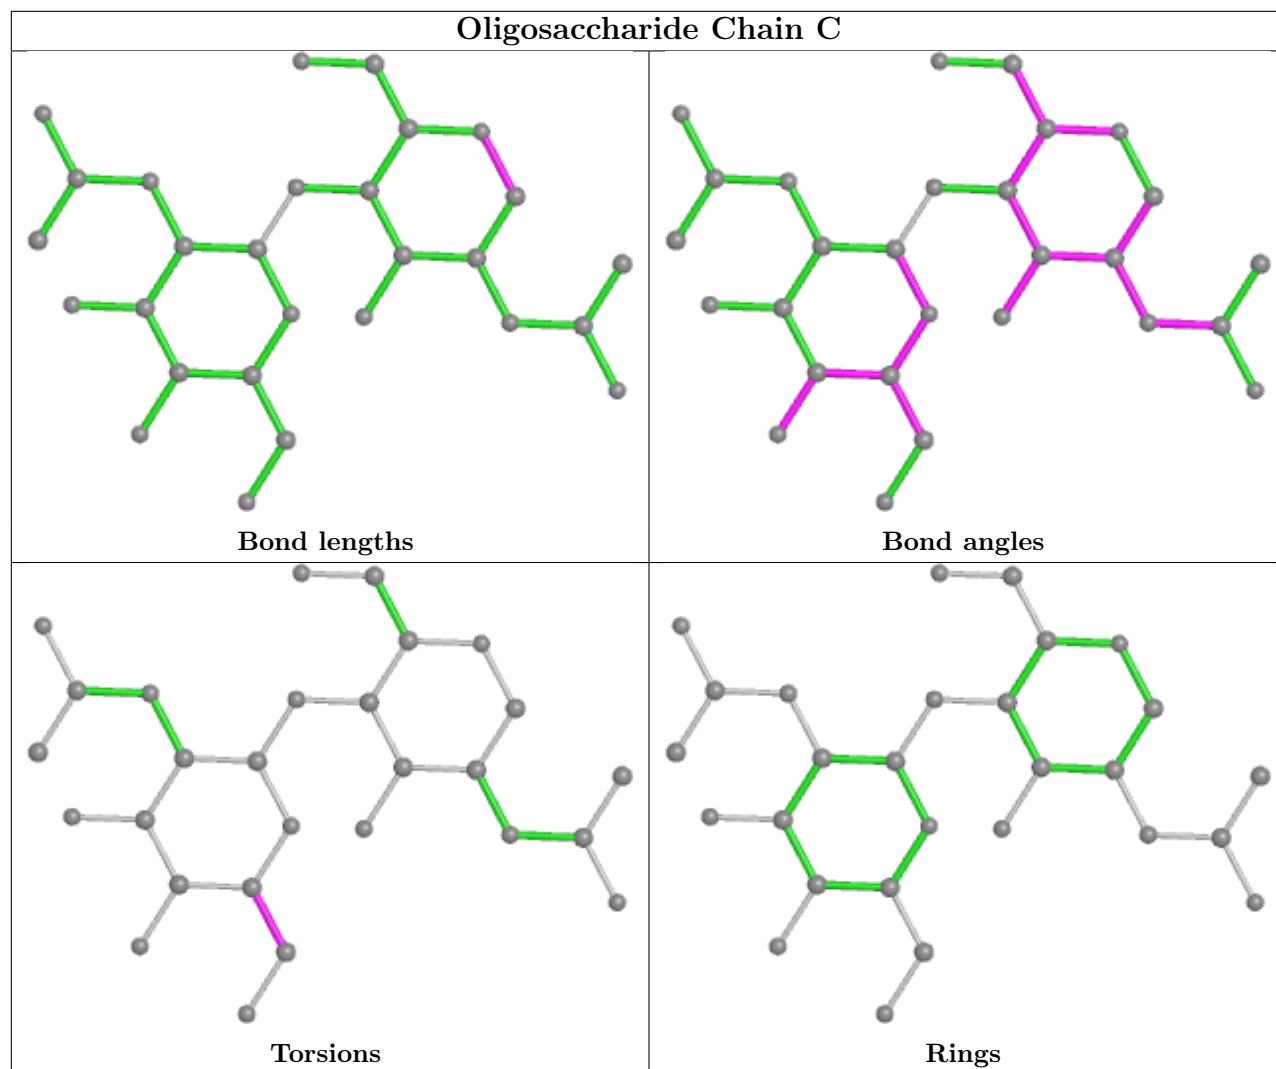 Oligosaccharide Chain C
Bond lengths
Bond angles
Torsions
Rings